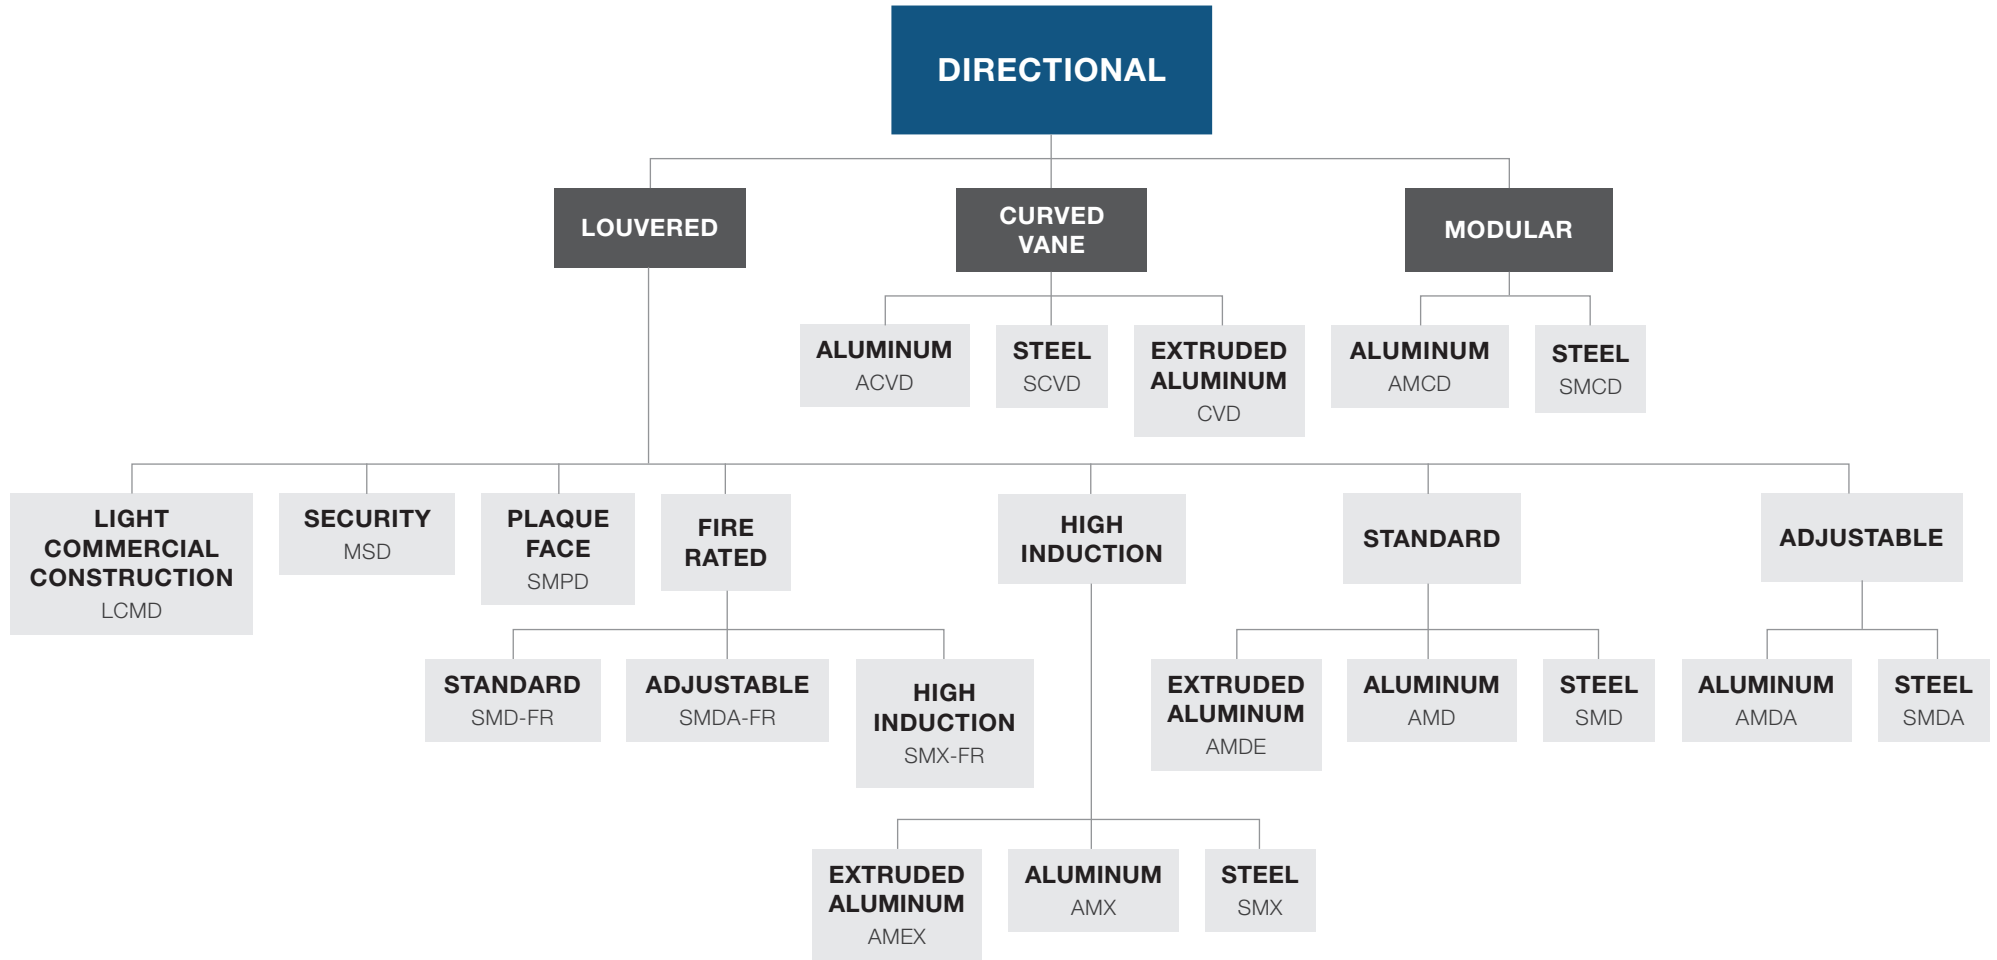 DIRECTIONAL
LOUVERED
CURVED
VANE
MODULAR
ALUMINUM
ACVD
STEEL
SCVD
EXTRUDED
ALUMINUM
CVD
ALUMINUM
AMCD
STEEL
SMCD
LIGHT
COMMERCIAL
CONSTRUCTION
LCMD
SECURITY
MSD
PLAQUE
FACE
SMPD
FIRE
RATED
HIGH
INDUCTION
STANDARD
ADJUSTABLE
STANDARD
SMD-FR
ADJUSTABLE
SMDA-FR
HIGH
INDUCTION
SMX-FR
EXTRUDED
ALUMINUM
AMDE
ALUMINUM
AMD
STEEL
SMD
ALUMINUM
AMDA
STEEL
SMDA
EXTRUDED
ALUMINUM
AMEX
ALUMINUM
AMX
STEEL
SMX